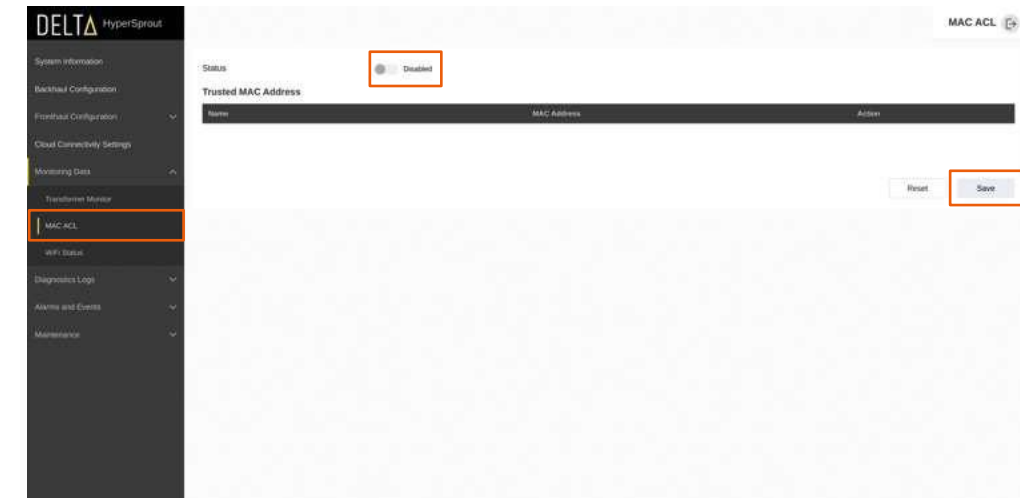 DELTA HyperSprout
MAC ACL
System Information
Backhaul Configuration
Fronthaul Configuration
Cloud Connectivity Settings
Monitoring Data
Transformer Monitor
MAC ACL
WiFi Status
Diagnostics Logs
Alarms and Events
Maintenance
Status
Disabled
Trusted MAC Address
Name MAC Address Action
Reset Save